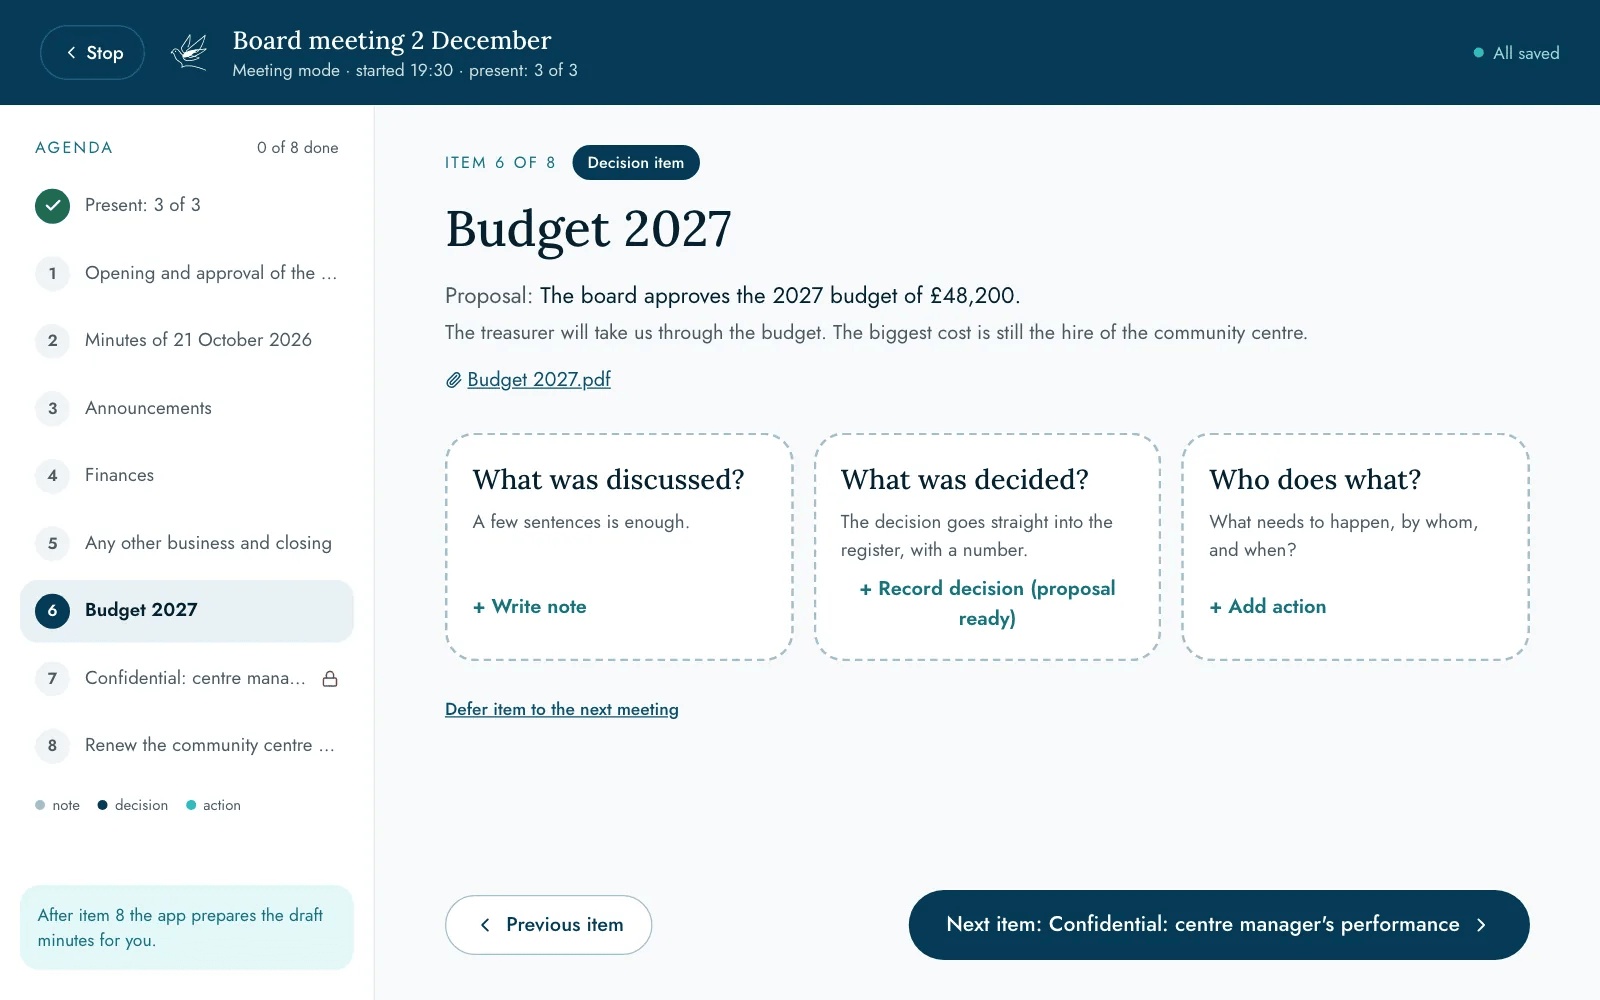 Stop
Board meeting 2 December
Meeting mode · started 19:30 · present: 3 of 3
All saved
AGENDA
0 of 8 done
Present: 3 of 3
1 Opening and approval of the ...
2 Minutes of 21 October 2026
3 Announcements
4 Finances
5 Any other business and closing
6 Budget 2027
7 Confidential: centre mana...
8 Renew the community centre ...
note decision action
After item 8 the app prepares the draft
minutes for you.
ITEM 6 OF 8
Decision item
Budget 2027
Proposal: The board approves the 2027 budget of £48,200.
The treasurer will take us through the budget. The biggest cost is still the hire of the community centre.
Budget 2027.pdf
What was discussed?
A few sentences is enough.
+ Write note
What was decided?
The decision goes straight into the
register, with a number.
+ Record decision (proposal
ready)
Who does what?
What needs to happen, by whom,
and when?
+ Add action
Defer item to the next meeting
Previous item
Next item: Confidential: centre manager's performance